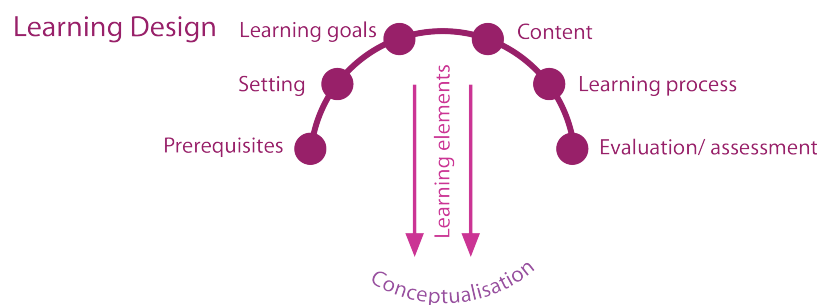 Learning Design
Learning goals
Content
Setting
Learning process
Prerequisites
Evaluation/ assessment
Learning elements
Conceptualisation